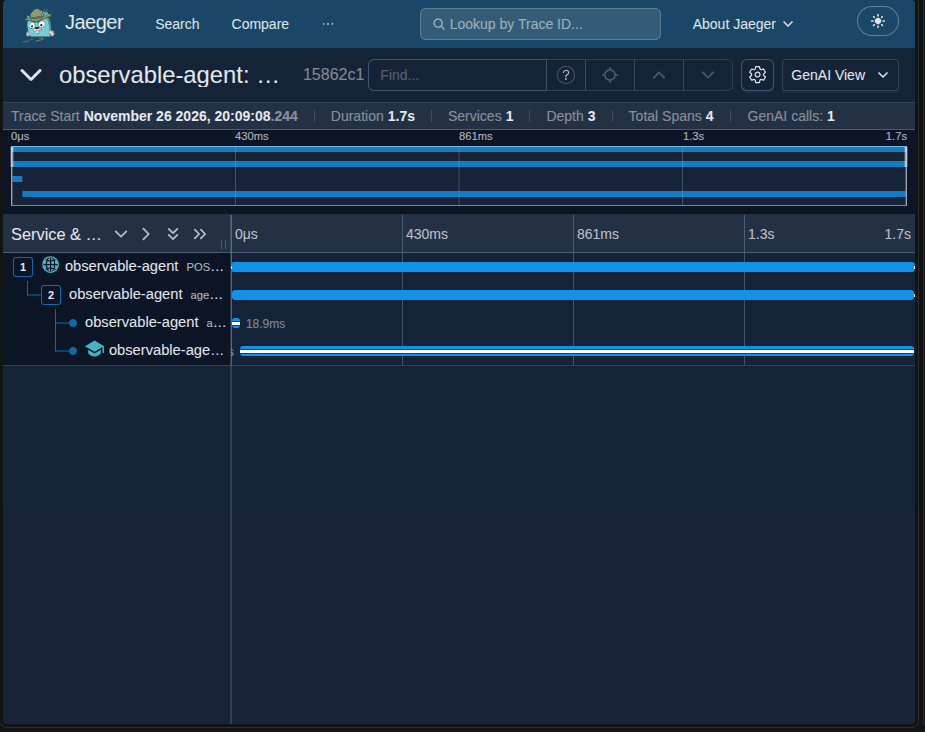 Jaeger Search Compare ··· Lookup by Trace ID... About Jaeger
observable-agent: … 15862c1 Find... ? GenAI View
Trace Start November 26 2026, 20:09:08.244 Duration 1.7s Services 1 Depth 3 Total Spans 4 GenAI calls: 1
0μs 430ms 861ms 1.3s 1.7s
Service & … 0μs 430ms 861ms 1.3s 1.7s
1 observable-agent POS…
2 observable-agent age…
observable-agent a… 18.9ms
observable-age…